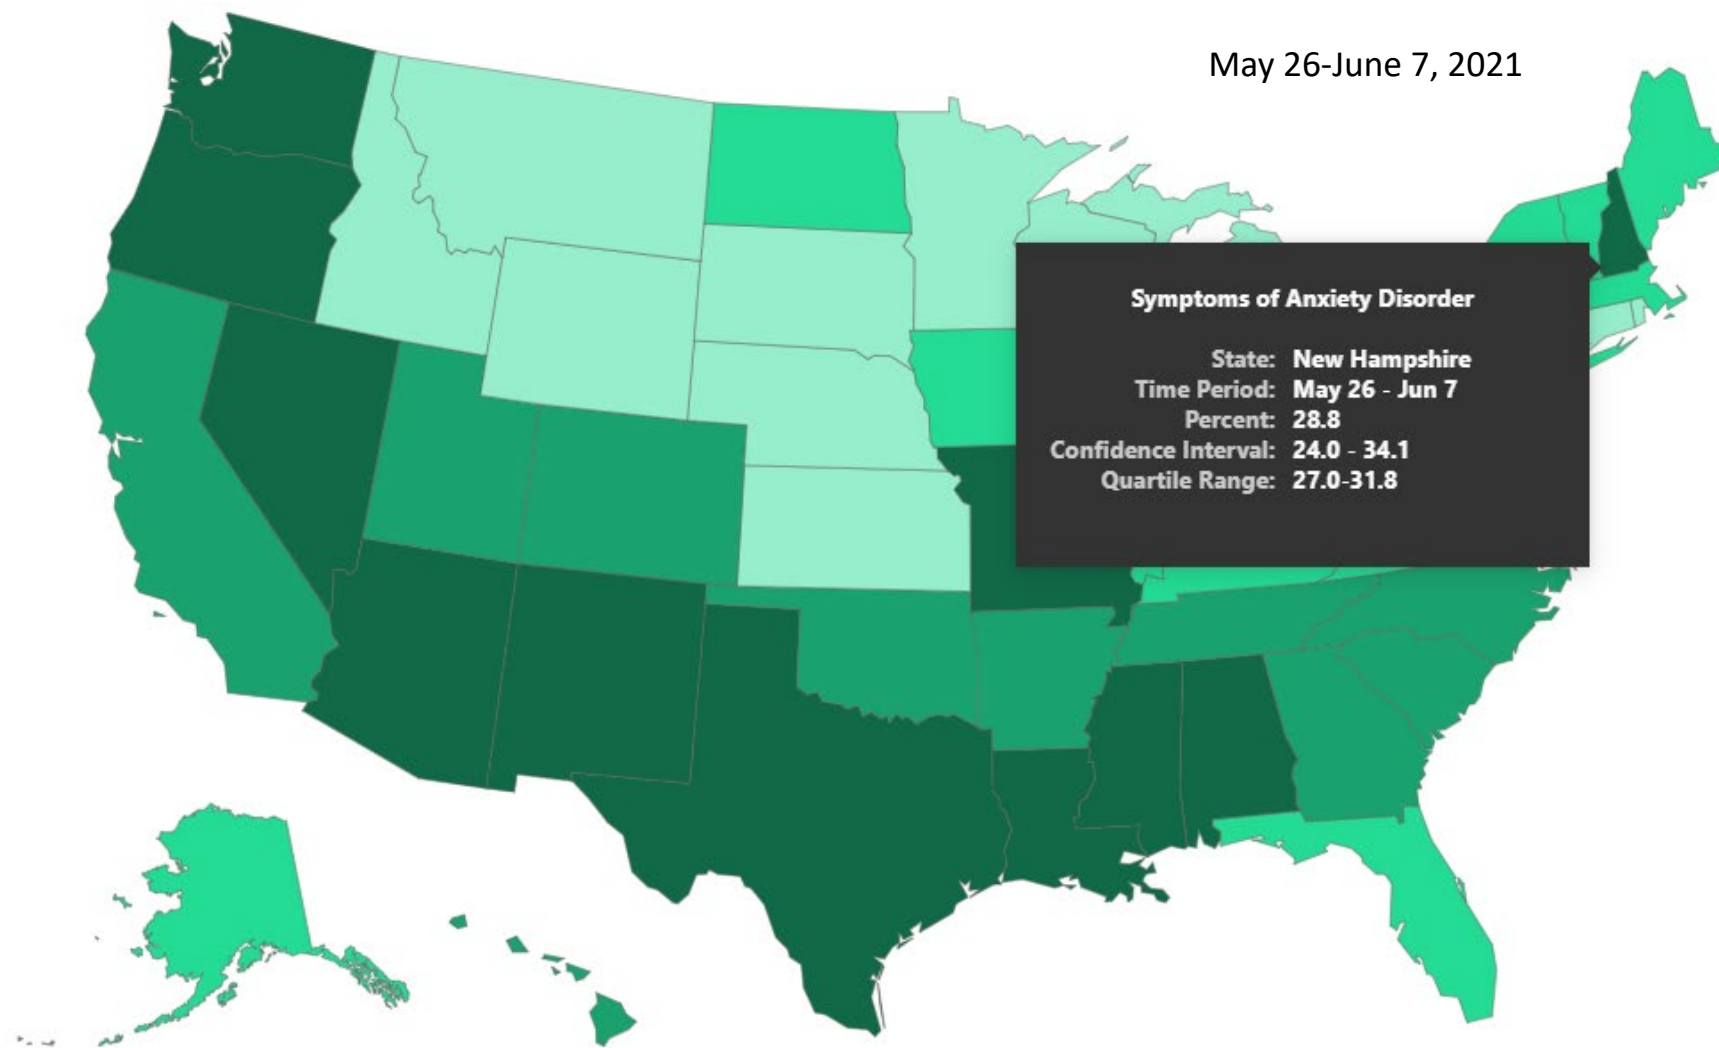 May 26-June 7, 2021
Symptoms of Anxiety Disorder
State: New Hampshire
Time Period: May 26 - Jun 7
Percent: 28.8
Confidence Interval: 24.0 - 34.1
Quartile Range: 27.0-31.8